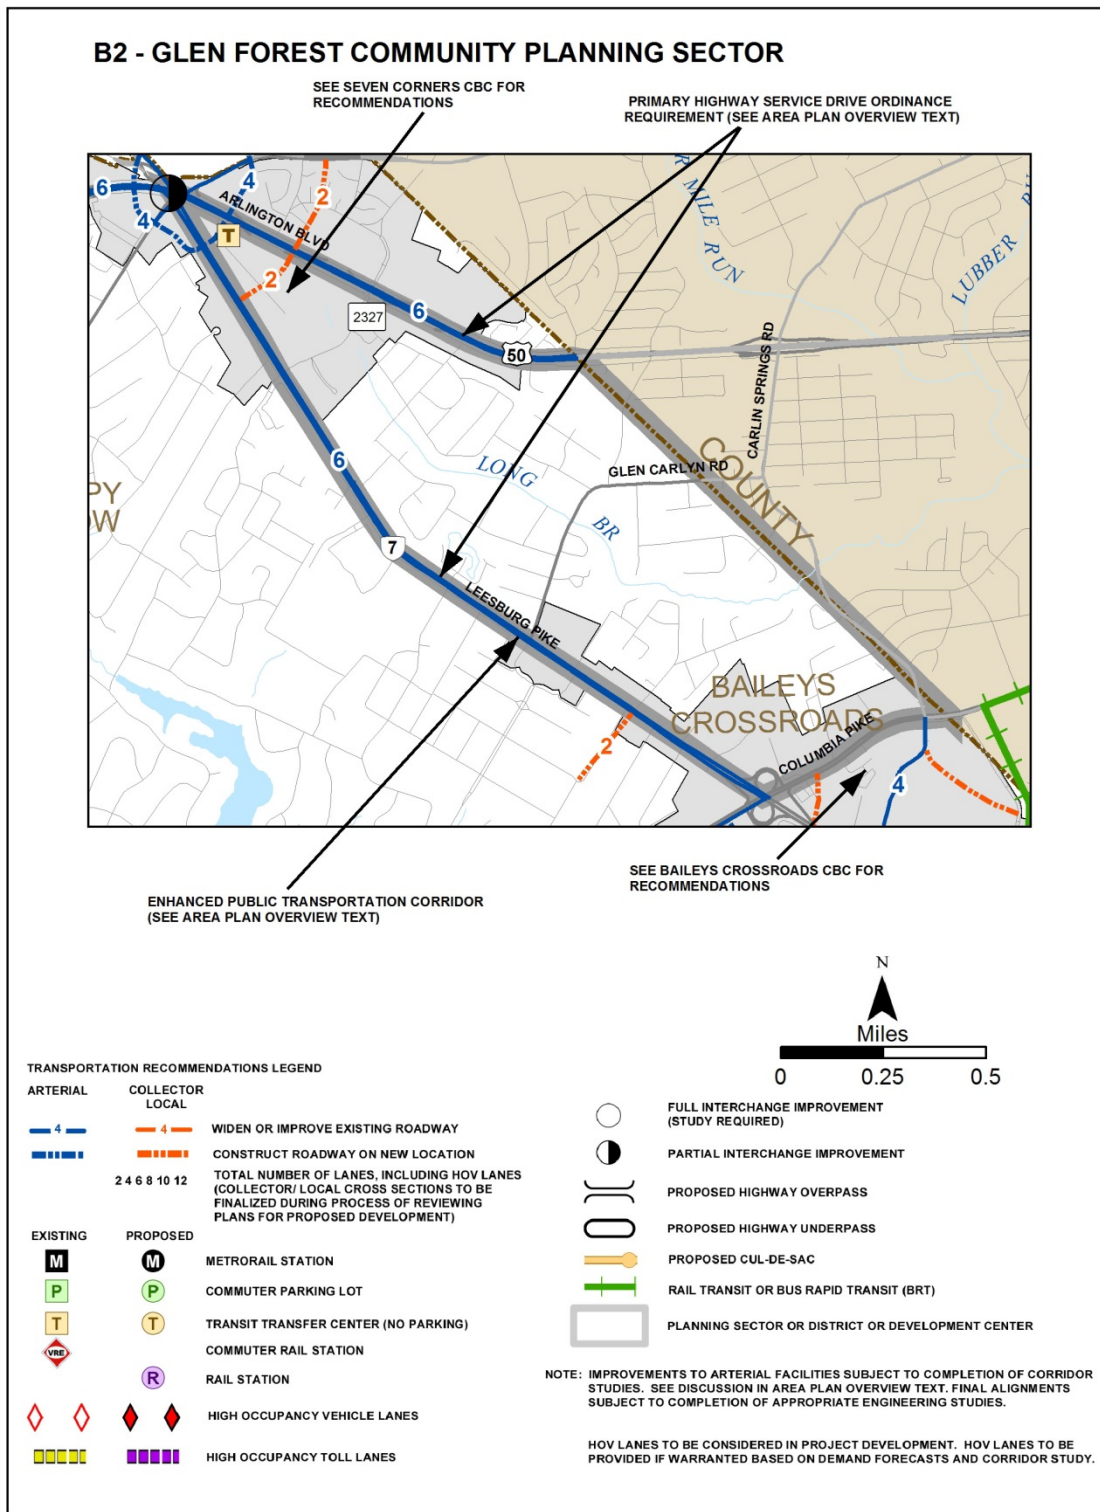 B2 - GLEN FOREST COMMUNITY PLANNING SECTOR
SEE SEVEN CORNERS CBC FOR
RECOMMENDATIONS
PRIMARY HIGHWAY SERVICE DRIVE ORDINANCE
REQUIREMENT (SEE AREA PLAN OVERVIEW TEXT)
6
4
4
2
ARLINGTON BLVD
T
2
2327
6
50
R MILE RUN
LUBBER
CARLIN SPRINGS RD
6
LONG
BR
GLEN CARLYN RD
COUNTY
PY
OW
7
LEESBURG PIKE
BAILEYS
CROSSROADS
COLUMBIA PIKE
2
4
SEE BAILEYS CROSSROADS CBC FOR
RECOMMENDATIONS
ENHANCED PUBLIC TRANSPORTATION CORRIDOR
(SEE AREA PLAN OVERVIEW TEXT)
N
Miles
0 0.25 0.5
TRANSPORTATION RECOMMENDATIONS LEGEND
ARTERIAL COLLECTOR
LOCAL
4 4 WIDEN OR IMPROVE EXISTING ROADWAY
CONSTRUCT ROADWAY ON NEW LOCATION
2 4 6 8 10 12 TOTAL NUMBER OF LANES, INCLUDING HOV LANES
(COLLECTOR/ LOCAL CROSS SECTIONS TO BE
FINALIZED DURING PROCESS OF REVIEWING
PLANS FOR PROPOSED DEVELOPMENT)
EXISTING PROPOSED
M M METRORAIL STATION
P P COMMUTER PARKING LOT
T T TRANSIT TRANSFER CENTER (NO PARKING)
VRE COMMUTER RAIL STATION
R RAIL STATION
HIGH OCCUPANCY VEHICLE LANES
HIGH OCCUPANCY TOLL LANES
FULL INTERCHANGE IMPROVEMENT
(STUDY REQUIRED)
PARTIAL INTERCHANGE IMPROVEMENT
PROPOSED HIGHWAY OVERPASS
PROPOSED HIGHWAY UNDERPASS
PROPOSED CUL-DE-SAC
RAIL TRANSIT OR BUS RAPID TRANSIT (BRT)
PLANNING SECTOR OR DISTRICT OR DEVELOPMENT CENTER
NOTE: IMPROVEMENTS TO ARTERIAL FACILITIES SUBJECT TO COMPLETION OF CORRIDOR
STUDIES. SEE DISCUSSION IN AREA PLAN OVERVIEW TEXT. FINAL ALIGNMENTS
SUBJECT TO COMPLETION OF APPROPRIATE ENGINEERING STUDIES.
HOV LANES TO BE CONSIDERED IN PROJECT DEVELOPMENT. HOV LANES TO BE
PROVIDED IF WARRANTED BASED ON DEMAND FORECASTS AND CORRIDOR STUDY.